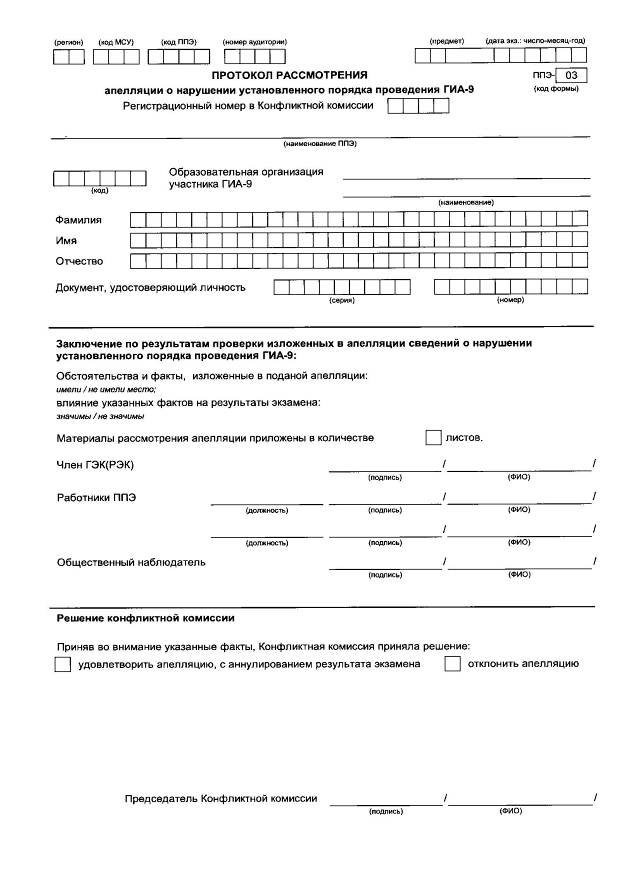 (регион) (код МСУ) (код ППЭ) (номер аудитории) (предмет) (дата экз.: число-месяц-год)
ПРОТОКОЛ РАССМОТРЕНИЯ ППЭ- 03
апелляции о нарушении установленного порядка проведения ГИА-9 (код формы)
Регистрационный номер в Конфликтной комиссии
(наименование ППЭ)
Образовательная организация
участника ГИА-9
(код)
(наименование)
Фамилия
Имя
Отчество
Документ, удостоверяющий личность
(серия) (номер)
Заключение по результатам проверки изложенных в апелляции сведений о нарушении
установленного порядка проведения ГИА-9:
Обстоятельства и факты, изложенные в поданой апелляции:
имели / не имели место;
влияние указанных фактов на результаты экзамена:
значимы / не значимы
Материалы рассмотрения апелляции приложены в количестве листов.
Член ГЭК(РЭК) / /
(подпись) (ФИО)
Работники ППЭ / /
(должность) (подпись) (ФИО)
/ /
(должность) (подпись) (ФИО)
Общественный наблюдатель / /
(подпись) (ФИО)
Решение конфликтной комиссии
Приняв во внимание указанные факты, Конфликтная комиссия приняла решение:
удовлетворить апелляцию, с аннулированием результата экзамена отклонить апелляцию
Председатель Конфликтной комиссии / /
(подпись) (ФИО)